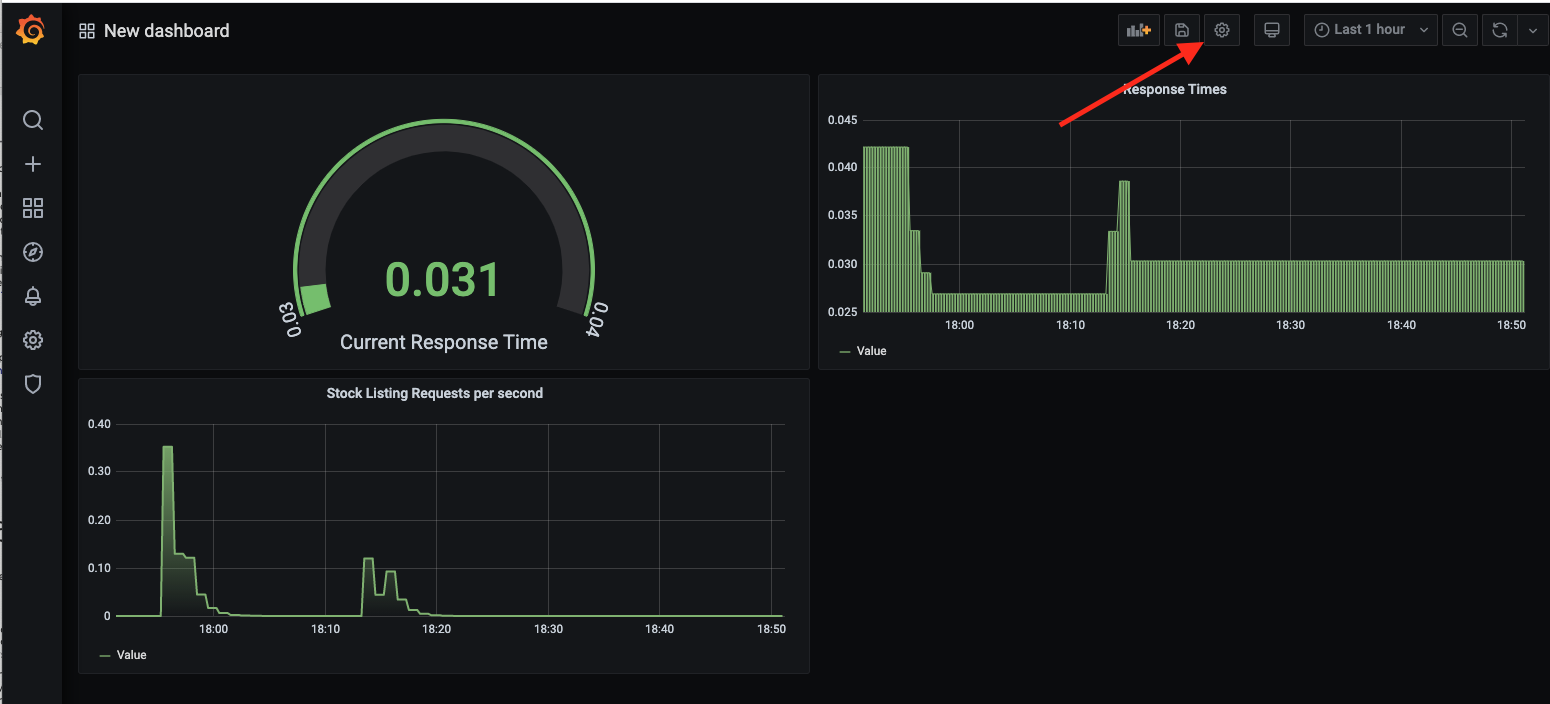 New dashboard
Last 1 hour
0.031
0.03
0.04
Current Response Time
Response Times
0.045
0.040
0.035
0.030
0.025
18:00 18:10 18:20 18:30 18:40 18:50
Value
Stock Listing Requests per second
0.40
0.30
0.20
0.10
0
18:00 18:10 18:20 18:30 18:40 18:50
Value